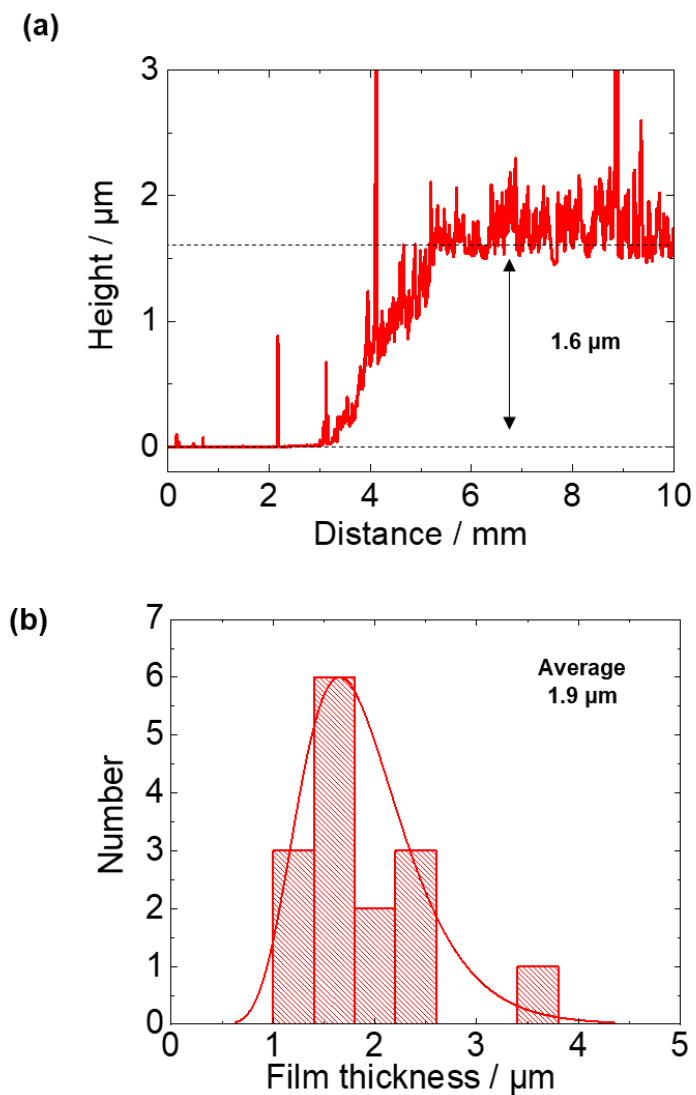 (a)
3
2
1
0
Height / μm
1.6 μm
0 2 4 6 8 10
Distance / mm
(b)
7
6
5
4
3
2
1
0
Number
Average
1.9 μm
0 1 2 3 4 5
Film thickness / μm